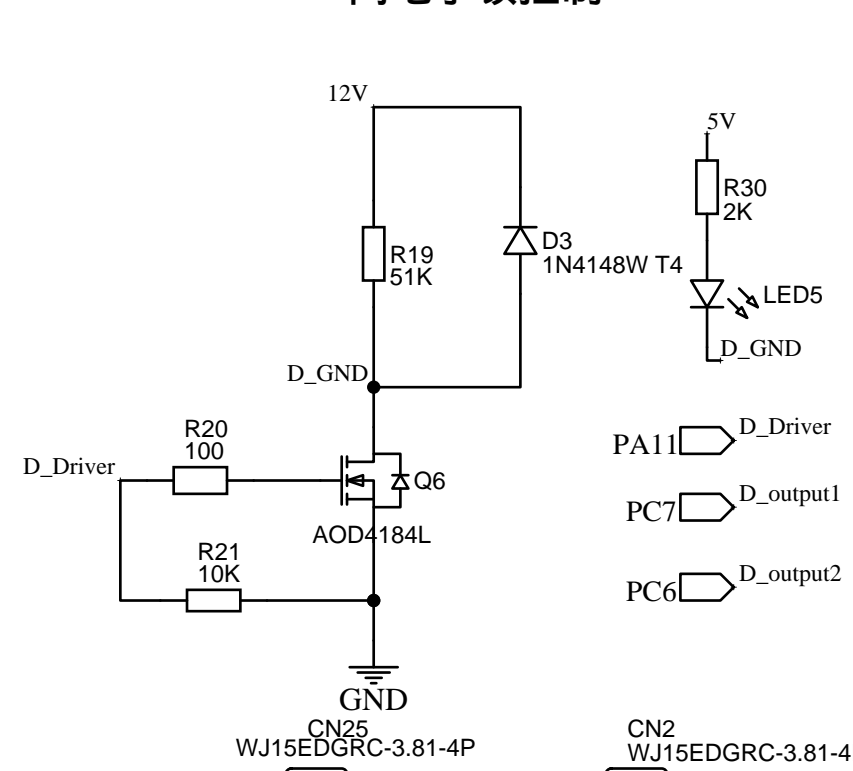 12V
5V
R30
2K
R19
51K
D3
1N4148W T4
LED5
D_GND
D_GND
R20
100
D_Driver
Q6
AOD4184L
R21
10K
PA11
D_Driver
PC7
D_output1
PC6
D_output2
GND
CN25
WJ15EDGRC-3.81-4P
CN2
WJ15EDGRC-3.81-4